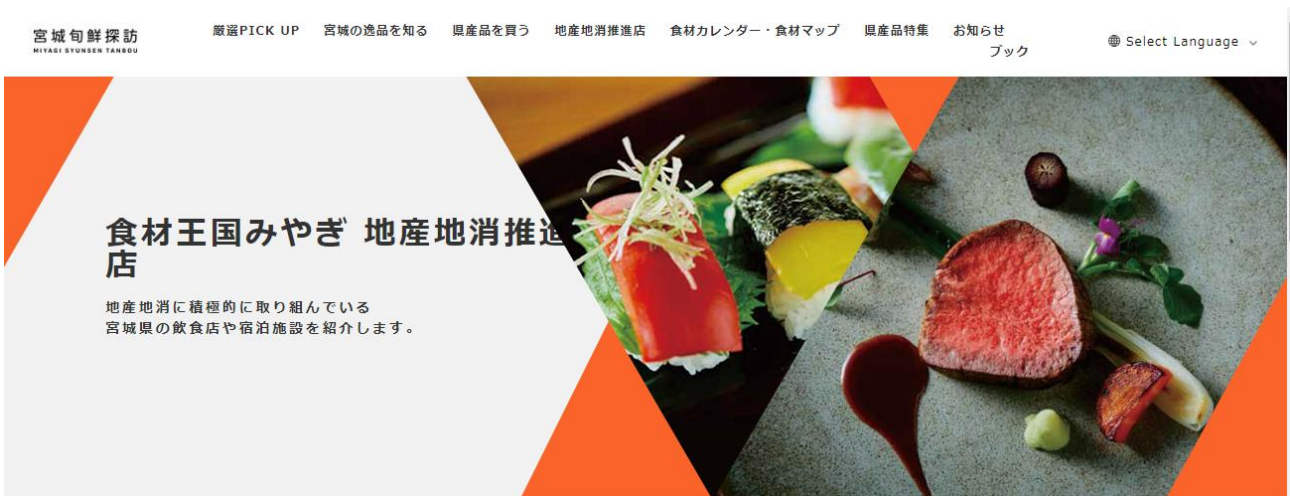 宮城旬鮮探訪
MIYAGI SYUNSEN TANBOU
厳選PICK UP 宮城の逸品を知る 県産品を買う 地産地消推進店 食材カレンダー・食材マップ 県産品特集 お知らせ
ブック
Select Language
食材王国みやぎ 地産地消推進
店
地産地消に積極的に取り組んでいる
宮城県の飲食店や宿泊施設を紹介します。